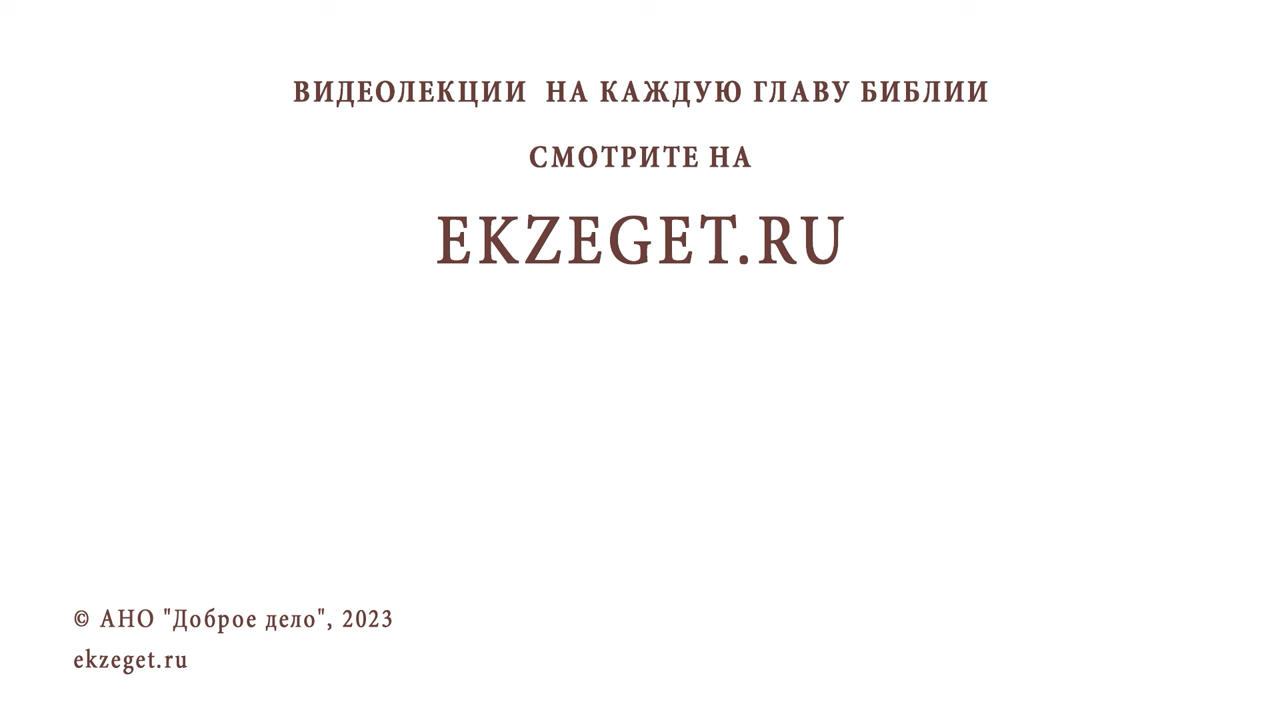 ВИДЕОЛЕКЦИИ НА КАЖДУЮ ГЛАВУ БИБЛИИ
СМОТРИТЕ НА
EKZEGET.RU
© АНО "Доброе дело", 2023
ekzeget.ru